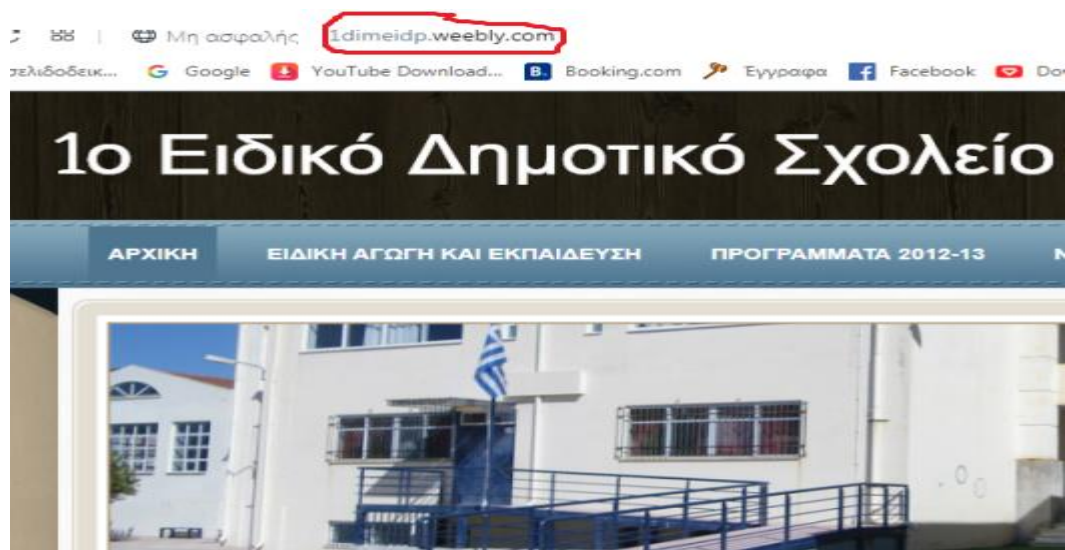 Μη ασφαλής 1dimeidp.weebly.com
Google YouTube Download... Booking.com Έγγραφα Facebook
1ο Ειδικό Δημοτικό Σχολείο
ΑΡΧΙΚΗ ΕΙΔΙΚΗ ΑΓΩΓΗ ΚΑΙ ΕΚΠΑΙΔΕΥΣΗ ΠΡΟΓΡΑΜΜΑΤΑ 2012-13